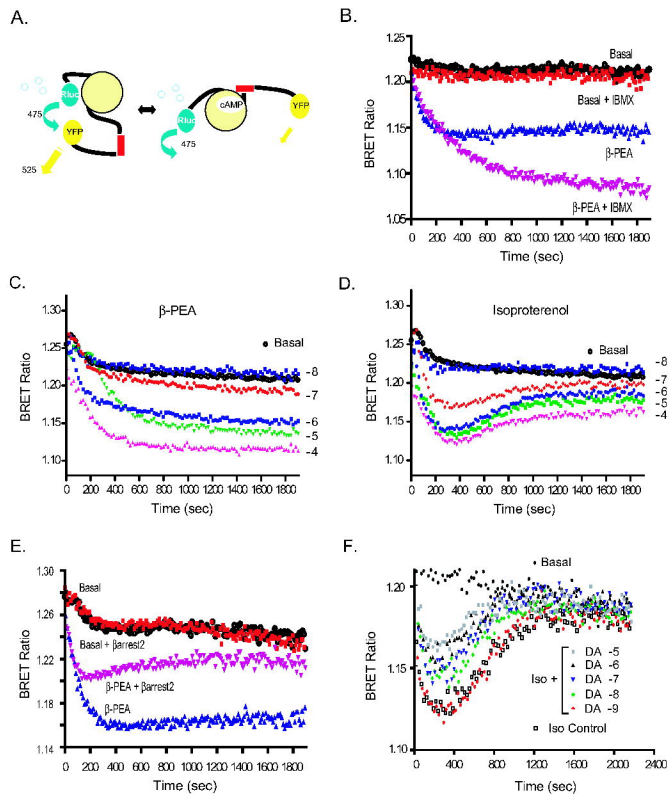 A.
Rluc
475
YFP
525
cAMP
Rluc
475
YFP
B.
BRET Ratio
1.25
1.20
1.15
1.10
1.05
Basal
Basal + IBMX
β-PEA
β-PEA + IBMX
0 200 400 600 800 1000 1200 1400 1600 1800
Time (sec)
C.
β-PEA
BRET Ratio
1.30
1.25
1.20
1.15
1.10
Basal
-8
-7
-6
-5
-4
0 200 400 600 800 1000 1200 1400 1600 1800
Time (sec)
D.
Isoproterenol
BRET Ratio
1.30
1.25
1.20
1.15
1.10
Basal
-8
-7
-6
-5
-4
0 200 400 600 800 1000 1200 1400 1600 1800
Time (sec)
E.
BRET Ratio
1.30
1.26
1.22
1.18
1.14
Basal
Basal + βarrest2
β-PEA + βarrest2
β-PEA
0 200 400 600 800 1000 1200 1400 1600 1800
Time (sec)
F.
BRET Ratio
1.20
1.15
1.10
Basal
Iso +
DA -5
DA -6
DA -7
DA -8
DA -9
Iso Control
0 400 800 1200 1600 2000 2400
Time (sec)